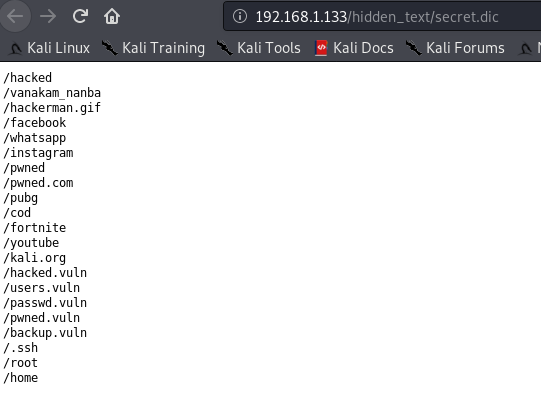 192.168.1.133/hidden_text/secret.dic
Kali Linux Kali Training Kali Tools Kali Docs Kali Forums
/hacked
/vanakam_nanba
/hackerman.gif
/facebook
/whatsapp
/instagram
/pwned
/pwned.com
/pubg
/cod
/fortnite
/youtube
/kali.org
/hacked.vuln
/users.vuln
/passwd.vuln
/pwned.vuln
/backup.vuln
/.ssh
/root
/home